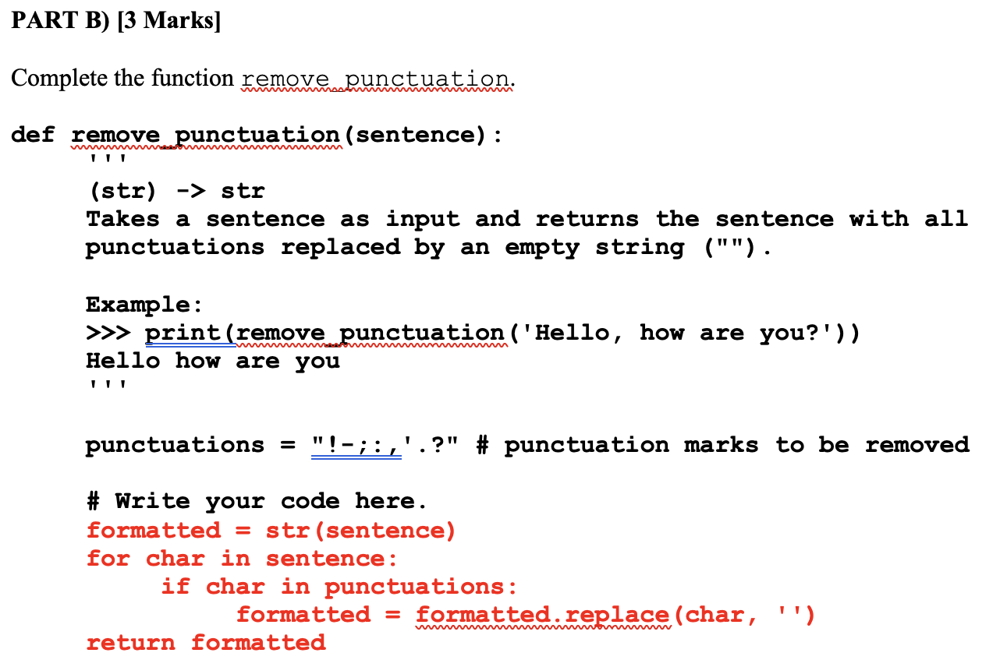 PART B) [3 Marks]
Complete the function remove_punctuation.
def remove_punctuation(sentence):
'''
(str) -> str
Takes a sentence as input and returns the sentence with all
punctuations replaced by an empty string ("").
Example:
>>> print(remove_punctuation('Hello, how are you?'))
Hello how are you
'''
punctuations = "!-;:,'.?" # punctuation marks to be removed
# Write your code here.
formatted = str(sentence)
for char in sentence:
if char in punctuations:
formatted = formatted.replace(char, '')
return formatted